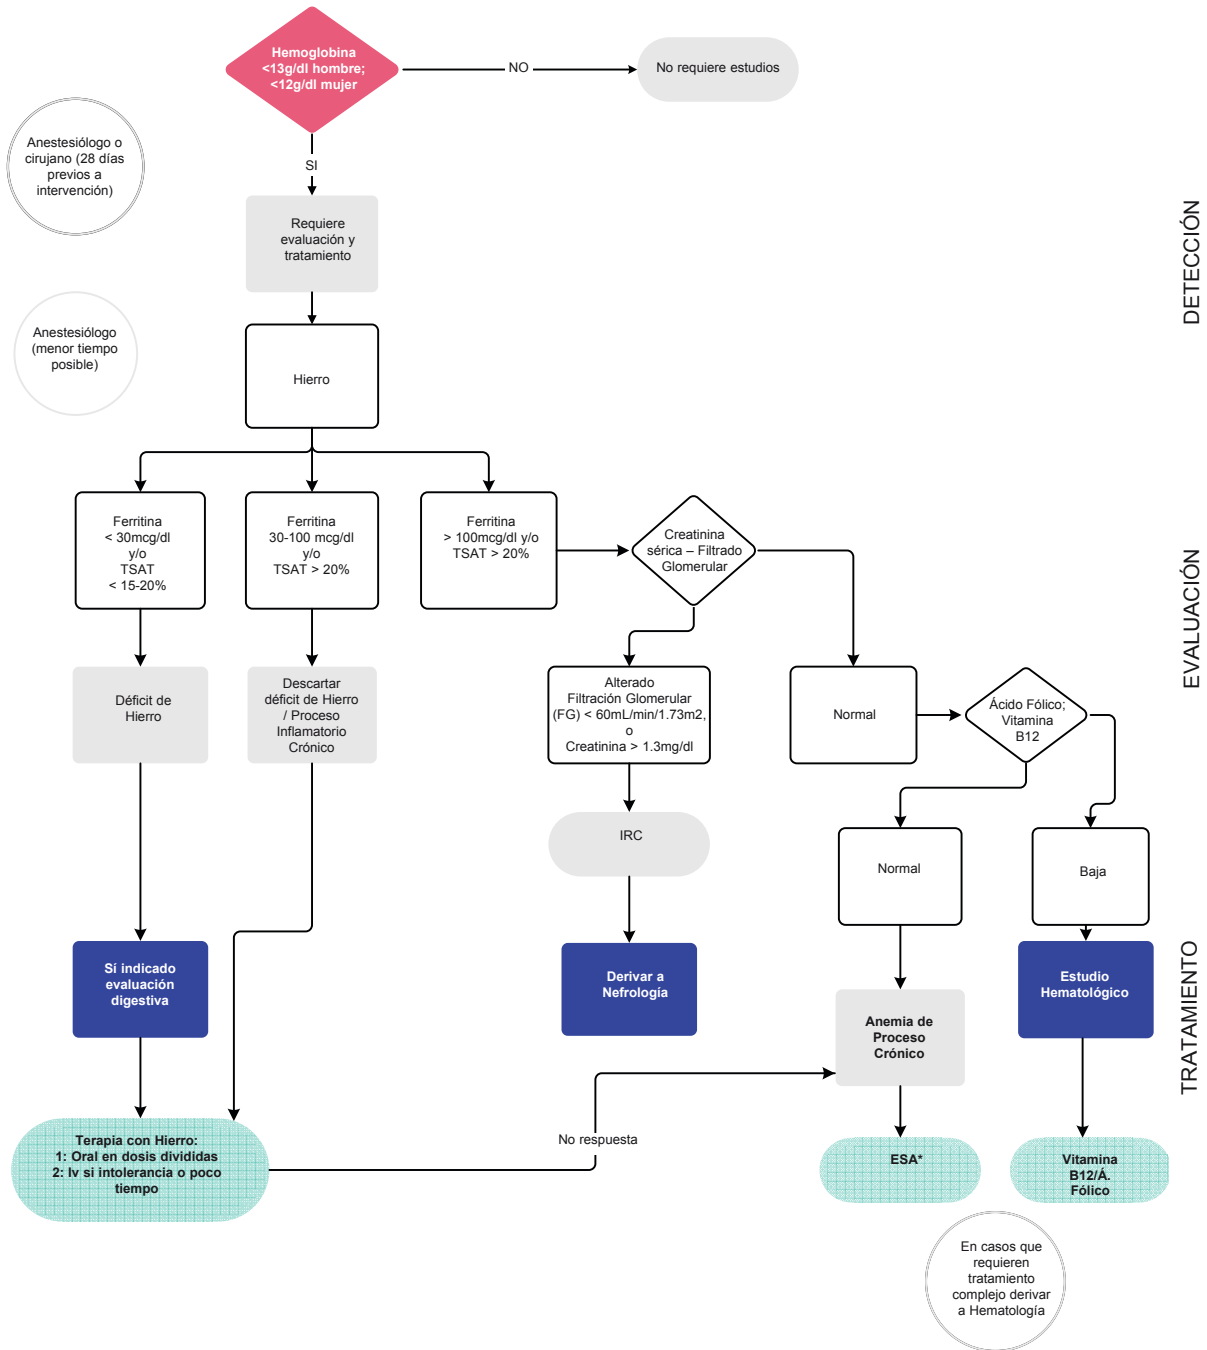 Hemoglobina
<13g/dl hombre;
<12g/dl mujer
NO
No requiere estudios
Anestesiólogo o
cirujano (28 días
previos a
intervención)
SI
Requiere
evaluación y
tratamiento
DETECCIÓN
Anestesiólogo
(menor tiempo
posible)
Hierro
Ferritina
< 30mcg/dl
y/o
TSAT
< 15-20%
Ferritina
30-100 mcg/dl
y/o
TSAT > 20%
Ferritina
> 100mcg/dl y/o
TSAT > 20%
Creatinina
sérica – Filtrado
Glomerular
EVALUACIÓN
Déficit de
Hierro
Descartar
déficit de Hierro
/ Proceso
Inflamatorio
Crónico
Alterado
Filtración Glomerular
(FG) < 60mL/min/1.73m2,
o
Creatinina > 1.3mg/dl
Normal
Ácido Fólico;
Vitamina
B12
IRC
Normal
Baja
Sí indicado
evaluación
digestiva
Derivar a
Nefrología
Estudio
Hematológico
Anemia de
Proceso
Crónico
TRATAMIENTO
Terapia con Hierro:
1: Oral en dosis divididas
2: Iv si intolerancia o poco
tiempo
No respuesta
ESA*
Vitamina
B12/Á.
Fólico
En casos que
requieren
tratamiento
complejo derivar
a Hematología